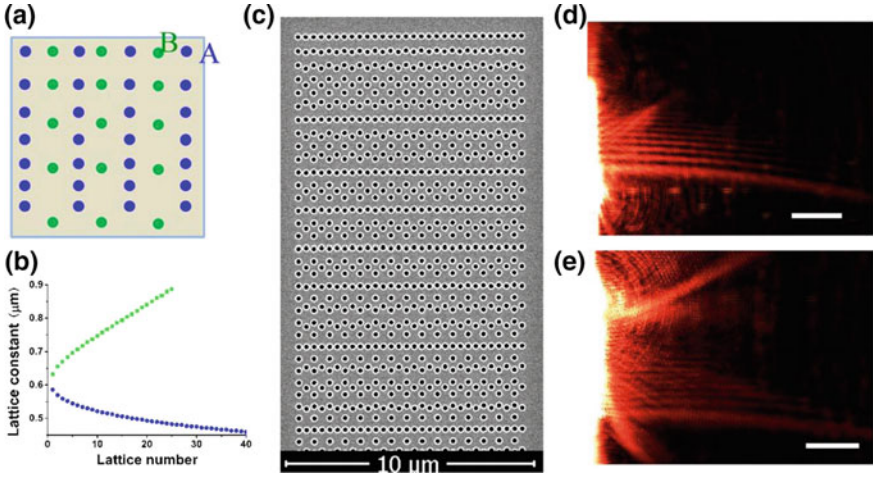 (a)
B
A
(b)
Lattice constant (μm)
0.9
0.8
0.7
0.6
0.5
0
10
20
30
40
Lattice number
(c)
10 μm
(d)
(e)